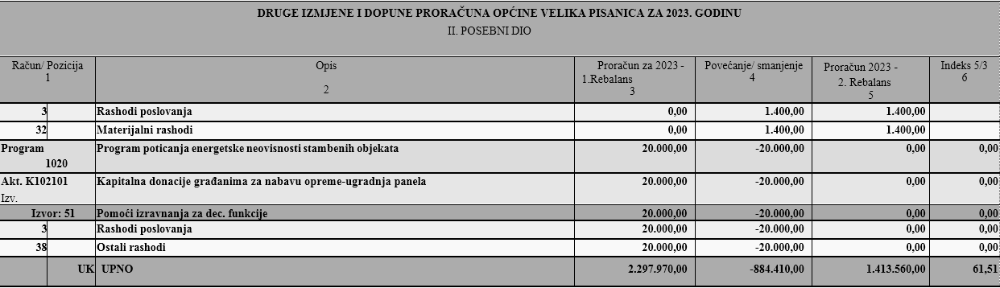 DRUGE IZMJENE I DOPUNE PRORAČUNA OPĆINE VELIKA PISANICA ZA 2023. GODINU
II. POSEBNI DIO
Račun/ Pozicija 1 Opis 2 Proračun za 2023 - 1.Rebalans 3 Povećanje/ smanjenje 4 Proračun 2023 - 2. Rebalans 5 Indeks 5/3 6
3 Rashodi poslovanja 0,00 1.400,00 1.400,00
32 Materijalni rashodi 0,00 1.400,00 1.400,00
Program Program poticanja energetske neovisnosti stambenih objekata 20.000,00 -20.000,00 0,00 0,00
1020
Akt. K102101 Kapitalna donacije građanima za nabavu opreme-ugradnja panela 20.000,00 -20.000,00 0,00 0,00
Izv.
Izvor: 51 Pomoći izravnanja za dec. funkcije 20.000,00 -20.000,00 0,00 0,00
3 Rashodi poslovanja 20.000,00 -20.000,00 0,00 0,00
38 Ostali rashodi 20.000,00 -20.000,00 0,00 0,00
UK UPNO 2.297.970,00 -884.410,00 1.413.560,00 61,51